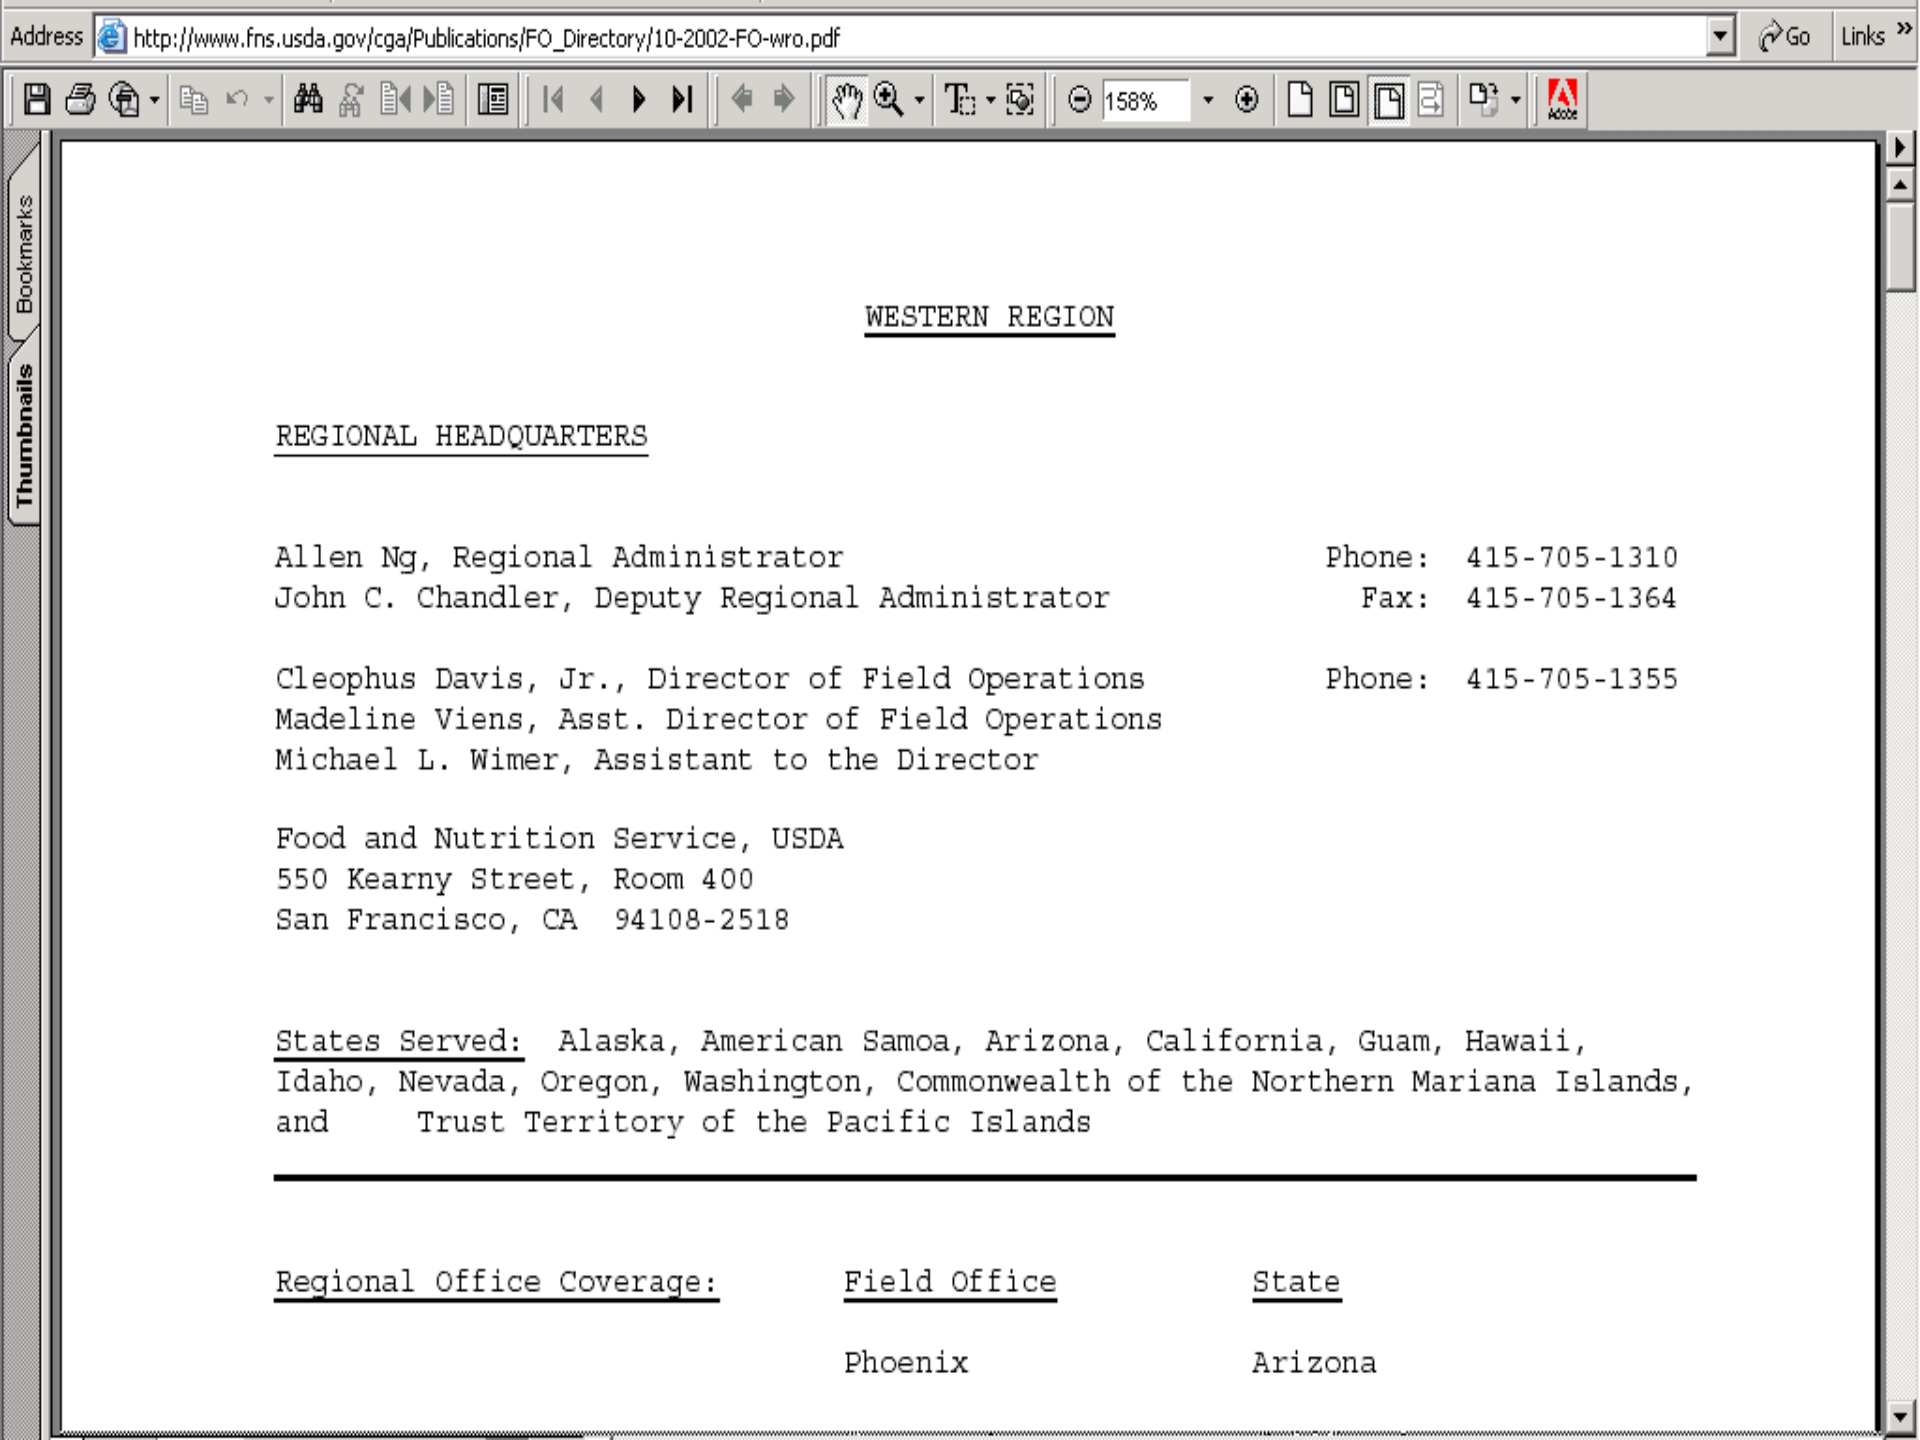 Address http://www.fns.usda.gov/cga/Publications/FO_Directory/10-2002-FO-wro.pdf Go Links »
158% Adobe
Bookmarks
Thumbnails
WESTERN REGION
REGIONAL HEADQUARTERS
Allen Ng, Regional Administrator Phone: 415-705-1310
John C. Chandler, Deputy Regional Administrator Fax: 415-705-1364
Cleophus Davis, Jr., Director of Field Operations Phone: 415-705-1355
Madeline Viens, Asst. Director of Field Operations
Michael L. Wimer, Assistant to the Director
Food and Nutrition Service, USDA
550 Kearny Street, Room 400
San Francisco, CA 94108-2518
States Served: Alaska, American Samoa, Arizona, California, Guam, Hawaii,
Idaho, Nevada, Oregon, Washington, Commonwealth of the Northern Mariana Islands,
and Trust Territory of the Pacific Islands
Regional Office Coverage: Field Office State
Phoenix Arizona